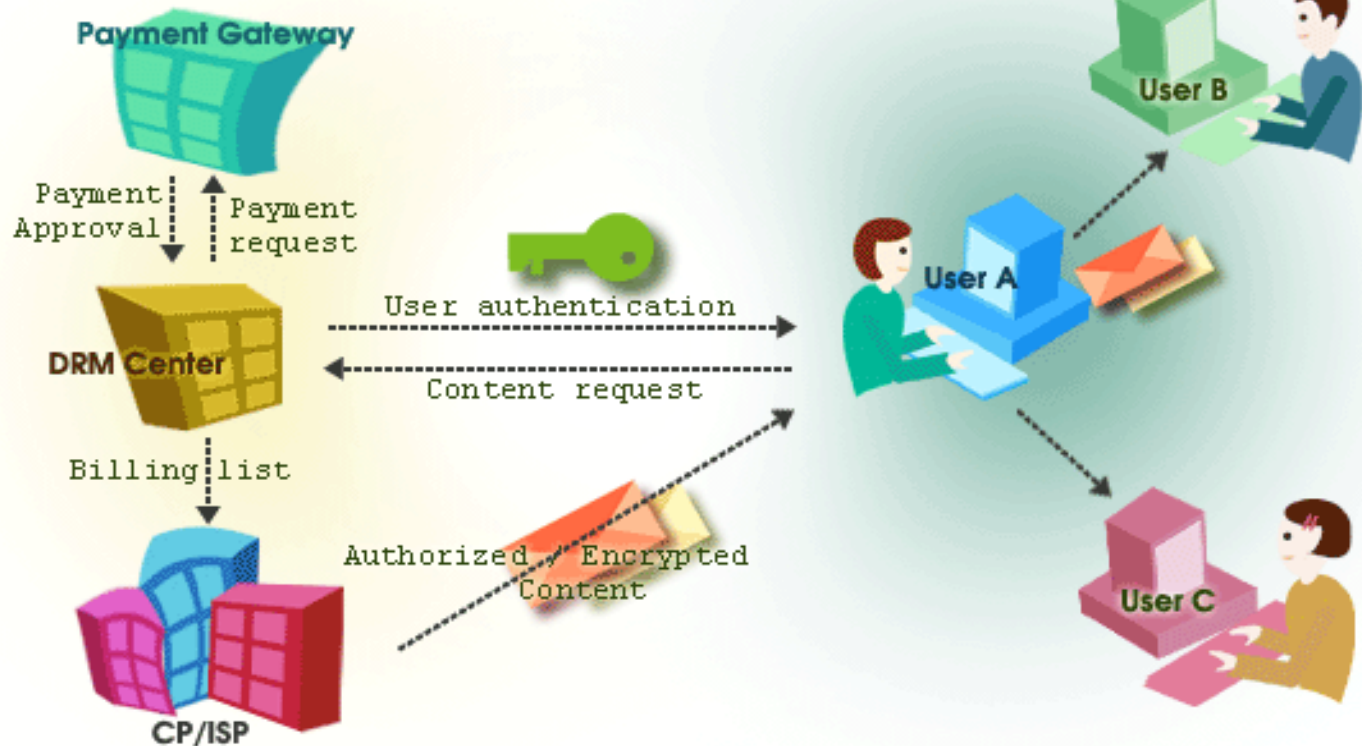 Payment Gateway
User B
Payment
Approval
Payment
request
User A
User authentication
DRM Center
Content request
Billing list
Authorized / Encrypted
Content
User C
CP/ISP